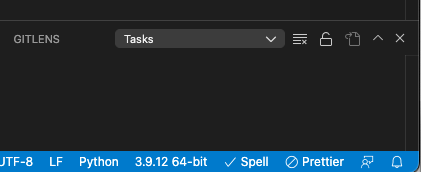 GITLENS Tasks
UTF-8 LF Python 3.9.12 64-bit Spell Prettier